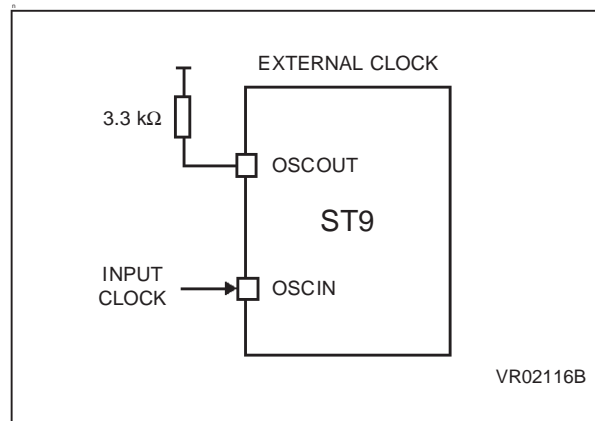 n
EXTERNAL CLOCK
3.3 kΩ
OSCOUT
ST9
INPUT
CLOCK
OSCIN
VR02116B